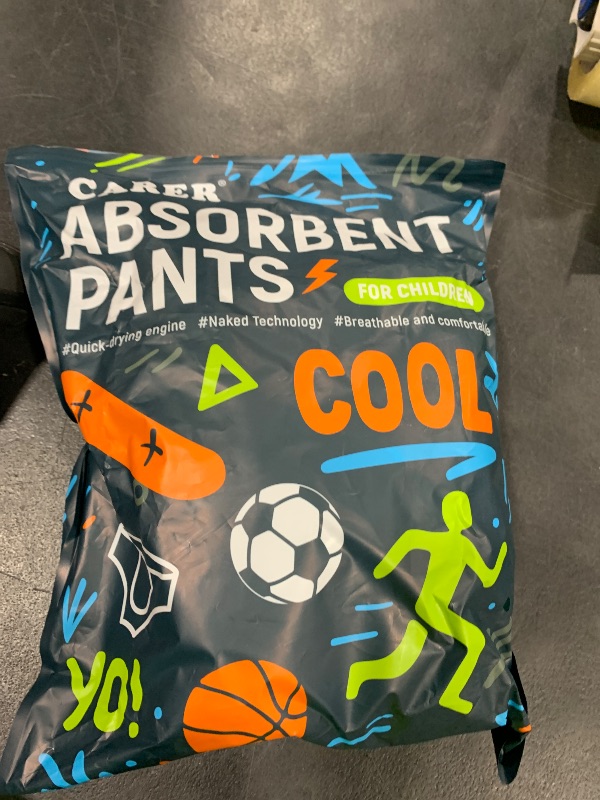 CARER®
ABSORBENT
PANTS
FOR CHILDREN
#Quick-drying engine #Naked Technology #Breathable and comfortable
COOL
YO!